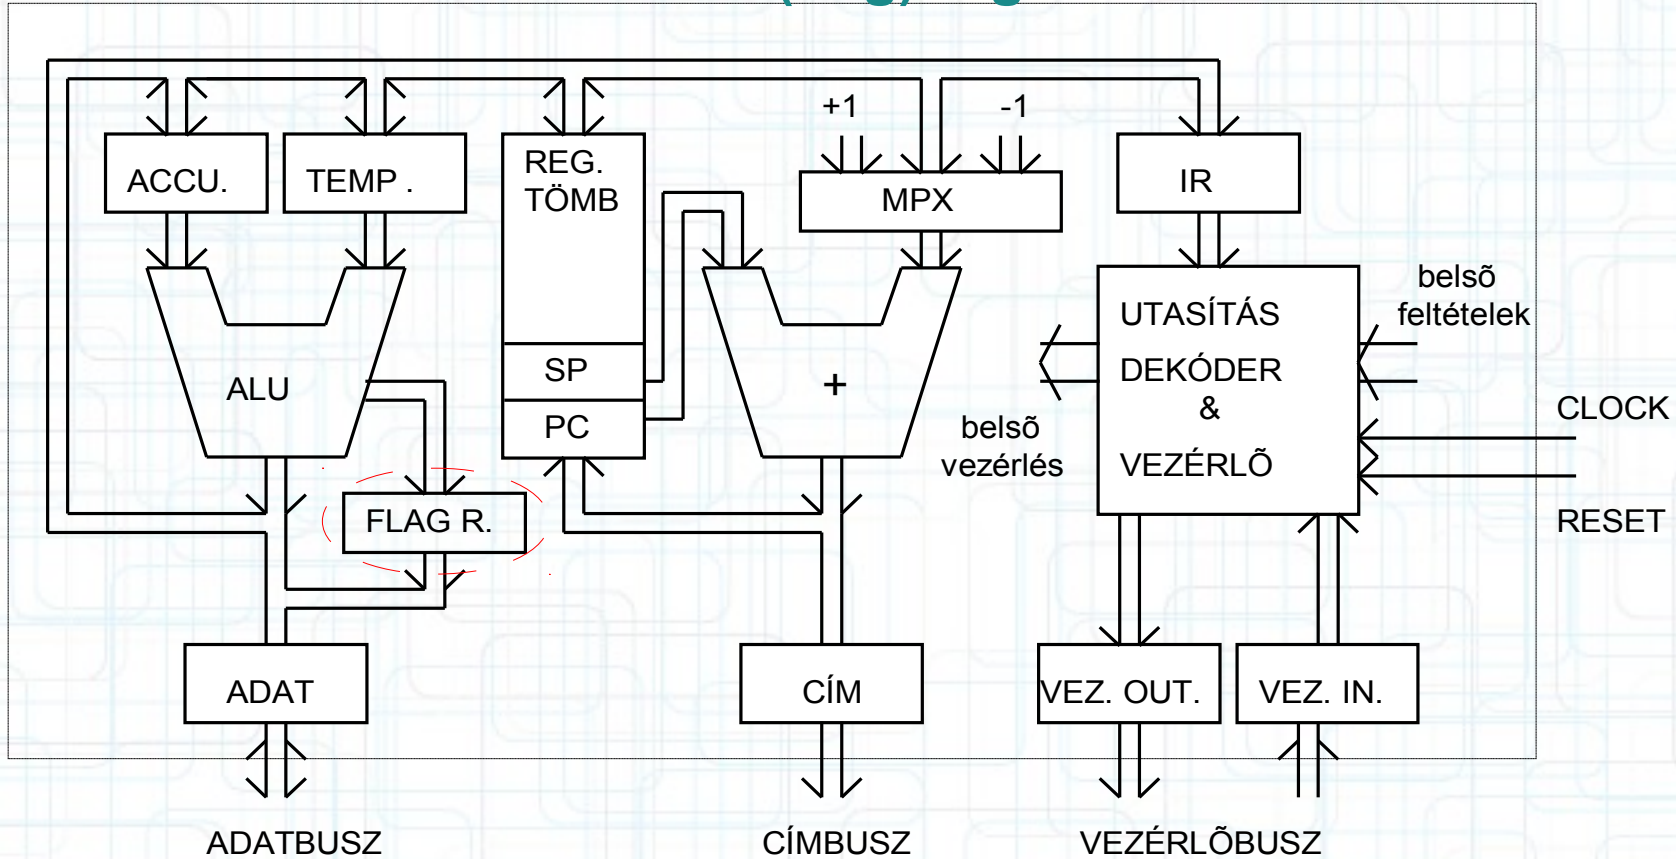 +1
-1
ACCU.
TEMP .
REG.
TÖMB
MPX
IR
SP
PC
ALU
+
UTASÍTÁS
DEKÓDER
&
VEZÉRLÕ
belsõ
feltételek
belsõ
vezérlés
CLOCK
RESET
FLAG R.
ADAT
CÍM
VEZ. OUT.
VEZ. IN.
ADATBUSZ
CÍMBUSZ
VEZÉRLÕBUSZ